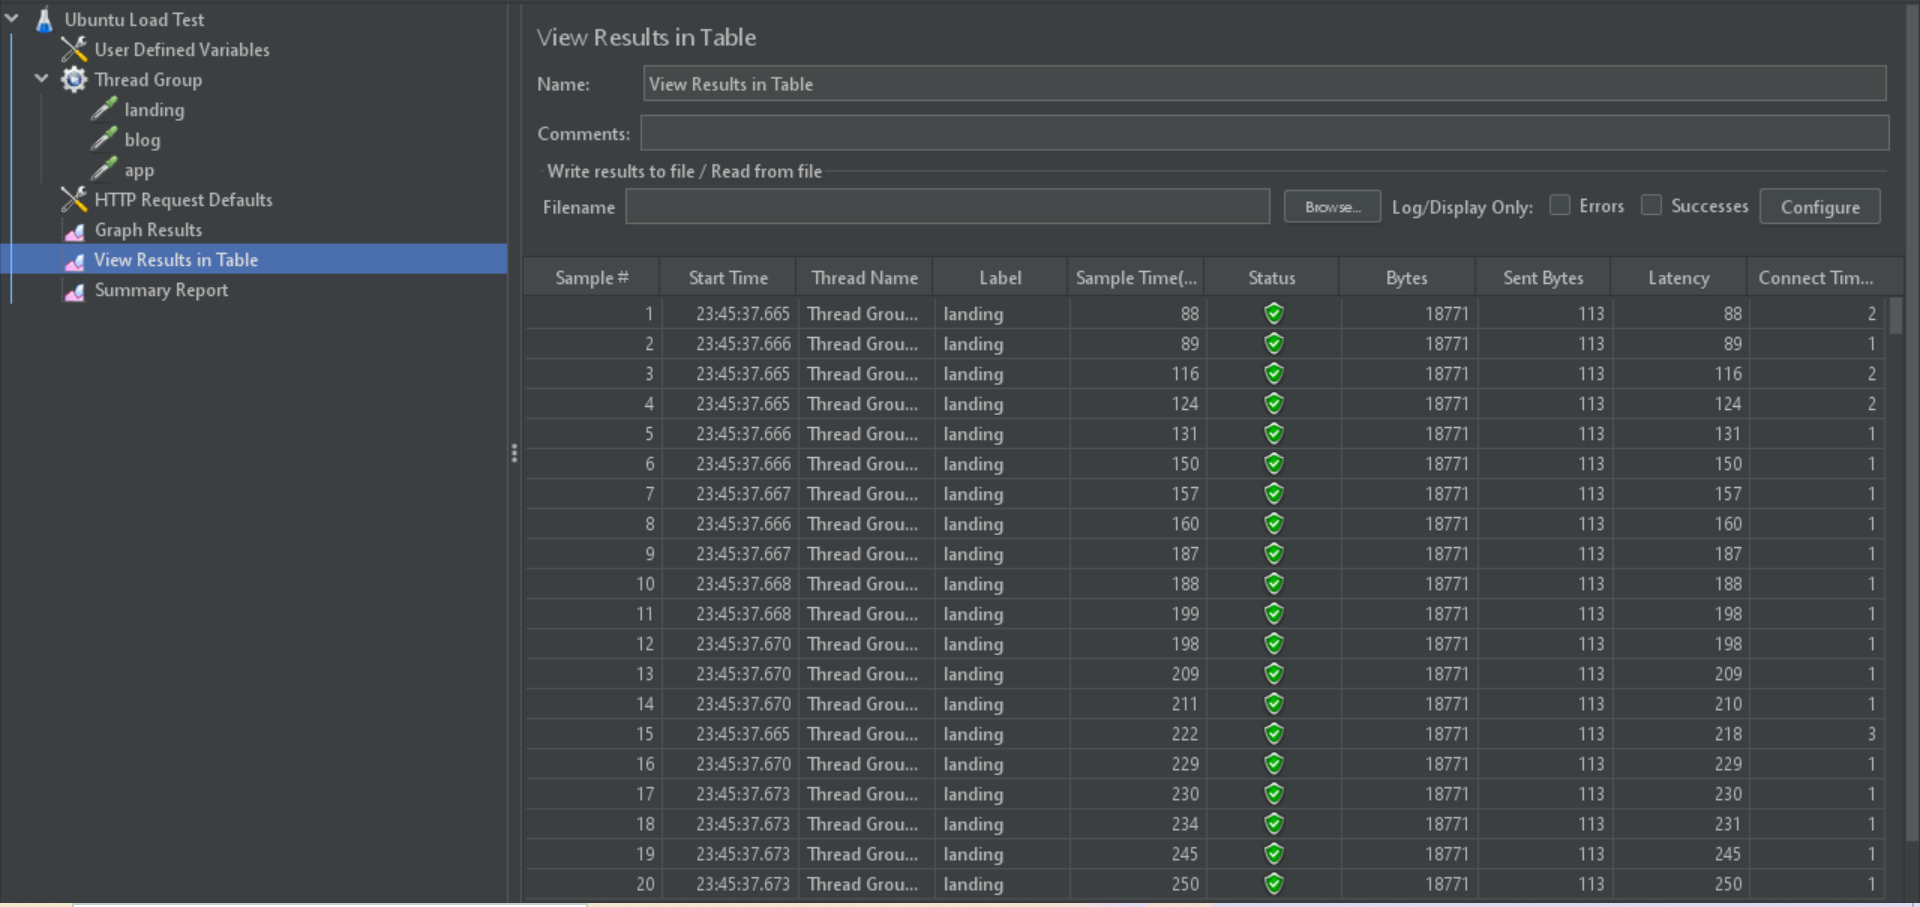 Ubuntu Load Test
User Defined Variables
Thread Group
landing
blog
app
HTTP Request Defaults
Graph Results
View Results in Table
Summary Report
View Results in Table
Name: View Results in Table
Comments:
Write results to file / Read from file
Filename Browse... Log/Display Only: Errors Successes Configure
Sample # Start Time Thread Name Label Sample Time(... Status Bytes Sent Bytes Latency Connect Tim...
1 23:45:37.665 Thread Grou... landing 88 18771 113 88 2
2 23:45:37.666 Thread Grou... landing 89 18771 113 89 1
3 23:45:37.665 Thread Grou... landing 116 18771 113 116 2
4 23:45:37.665 Thread Grou... landing 124 18771 113 124 2
5 23:45:37.666 Thread Grou... landing 131 18771 113 131 1
6 23:45:37.666 Thread Grou... landing 150 18771 113 150 1
7 23:45:37.667 Thread Grou... landing 157 18771 113 157 1
8 23:45:37.666 Thread Grou... landing 160 18771 113 160 1
9 23:45:37.667 Thread Grou... landing 187 18771 113 187 1
10 23:45:37.668 Thread Grou... landing 188 18771 113 188 1
11 23:45:37.668 Thread Grou... landing 199 18771 113 198 1
12 23:45:37.670 Thread Grou... landing 198 18771 113 198 1
13 23:45:37.670 Thread Grou... landing 209 18771 113 209 1
14 23:45:37.670 Thread Grou... landing 211 18771 113 210 1
15 23:45:37.665 Thread Grou... landing 222 18771 113 218 3
16 23:45:37.670 Thread Grou... landing 229 18771 113 229 1
17 23:45:37.673 Thread Grou... landing 230 18771 113 230 1
18 23:45:37.673 Thread Grou... landing 234 18771 113 231 1
19 23:45:37.673 Thread Grou... landing 245 18771 113 245 1
20 23:45:37.673 Thread Grou... landing 250 18771 113 250 1